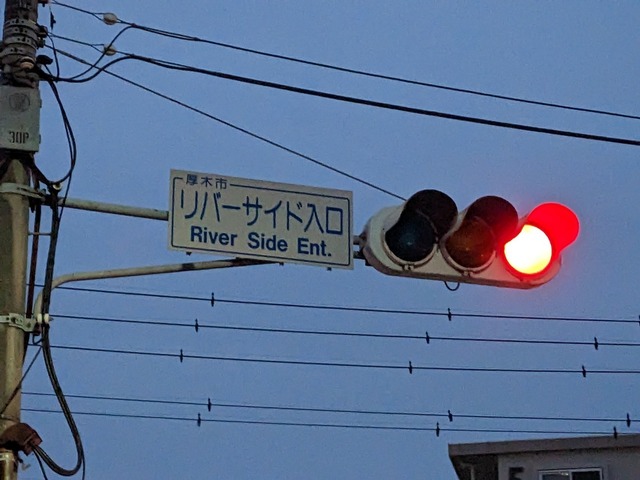 厚木市
リバーサイド入口
River Side Ent.
30P